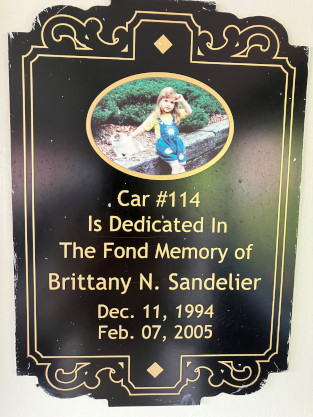 Car #114
Is Dedicated In
The Fond Memory of
Brittany N. Sandelier
Dec. 11, 1994
Feb. 07, 2005